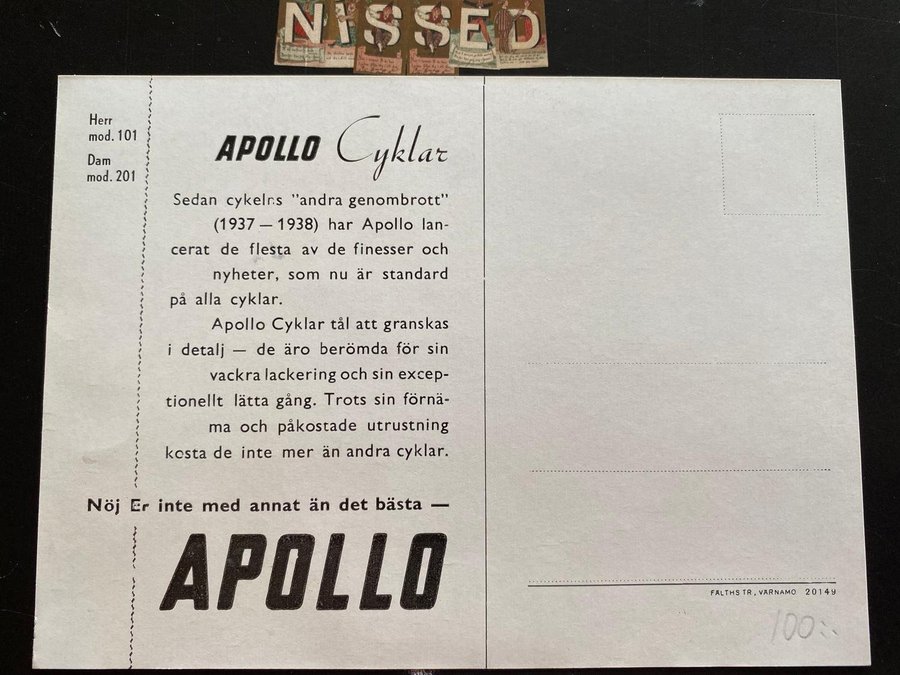 NISSED
Herr
mod. 101
Dam
mod. 201
APOLLO Cyklar
Sedan cykelns "andra genombrott"
(1937 — 1938) har Apollo lan-
cerat de flesta av de finesser och
nyheter, som nu är standard
på alla cyklar.
Apollo Cyklar tål att granskas
i detalj — de äro berömda för sin
vackra lackering och sin excep-
tionellt lätta gång. Trots sin förnä-
ma och påkostade utrustning
kosta de inte mer än andra cyklar.
Nöj Er inte med annat än det bästa —
APOLLO
FÄLTHS TR, VÄRNAMO 20149
100:-